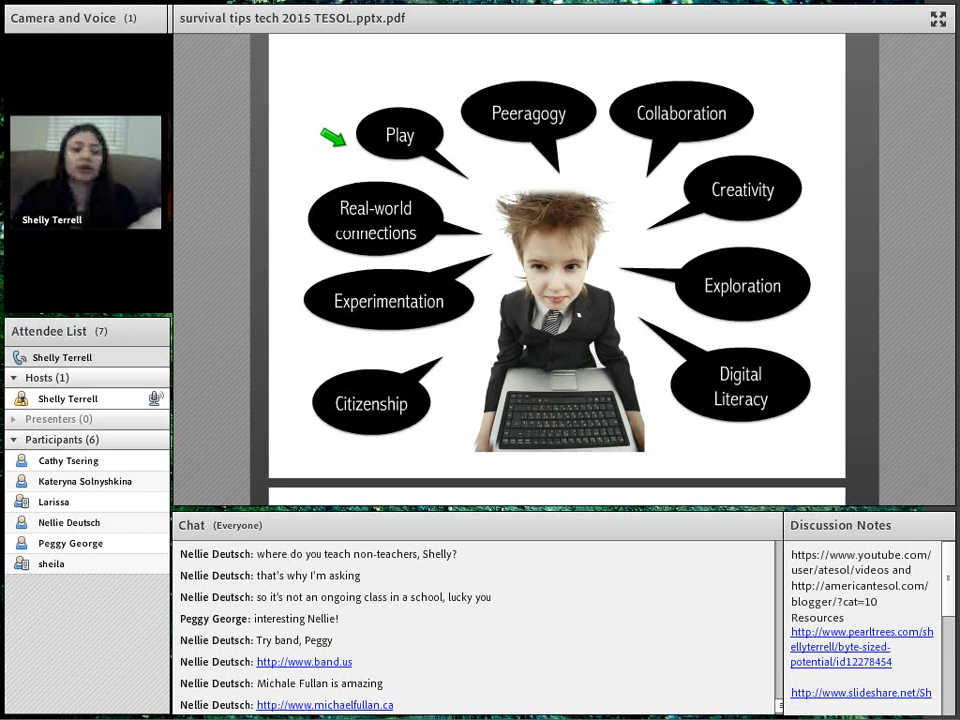 Camera and Voice (1)
survival tips tech 2015 TESOL.pptx.pdf
Shelly Terrell
Play
Peeragogy
Collaboration
Real-world
connections
Creativity
Experimentation
Exploration
Citizenship
Digital
Literacy
Attendee List (7)
Shelly Terrell
Hosts (1)
Shelly Terrell
Presenters (0)
Participants (6)
Cathy Tsering
Kateryna Solnyshkina
Larissa
Nellie Deutsch
Peggy George
sheila
Chat (Everyone)
Nellie Deutsch: where do you teach non-teachers, Shelly?
Nellie Deutsch: that's why I'm asking
Nellie Deutsch: so it's not an ongoing class in a school, lucky you
Peggy George: interesting Nellie!
Nellie Deutsch: Try band, Peggy
Nellie Deutsch: http://www.band.us
Nellie Deutsch: Michale Fullan is amazing
Nellie Deutsch: http://www.michaelfullan.ca
Discussion Notes
https://www.youtube.com/
user/atesol/videos and
http://americantesol.com/
blogger/?cat=10
Resources
http://www.pearltrees.com/sh
ellyterrell/byte-sized-
potential/id12278454
http://www.slideshare.net/Sh